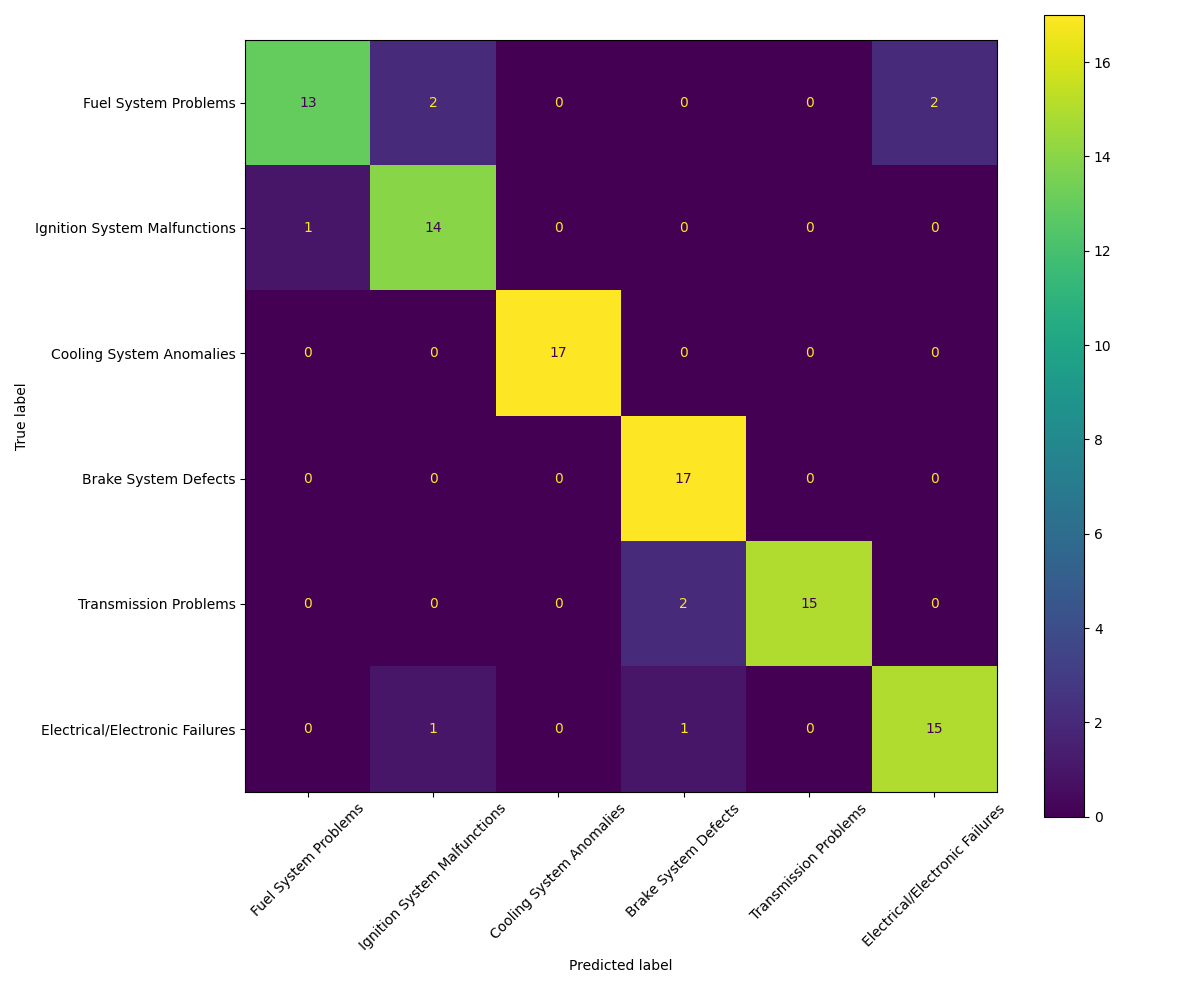 Fuel System Problems 13 2 0 0 0 2
Ignition System Malfunctions 1 14 0 0 0 0
Cooling System Anomalies 0 0 17 0 0 0
Brake System Defects 0 0 0 17 0 0
Transmission Problems 0 0 0 2 15 0
Electrical/Electronic Failures 0 1 0 1 0 15
True label
Fuel System Problems
Ignition System Malfunctions
Cooling System Anomalies
Brake System Defects
Transmission Problems
Electrical/Electronic Failures
Predicted label
16
14
12
10
8
6
4
2
0